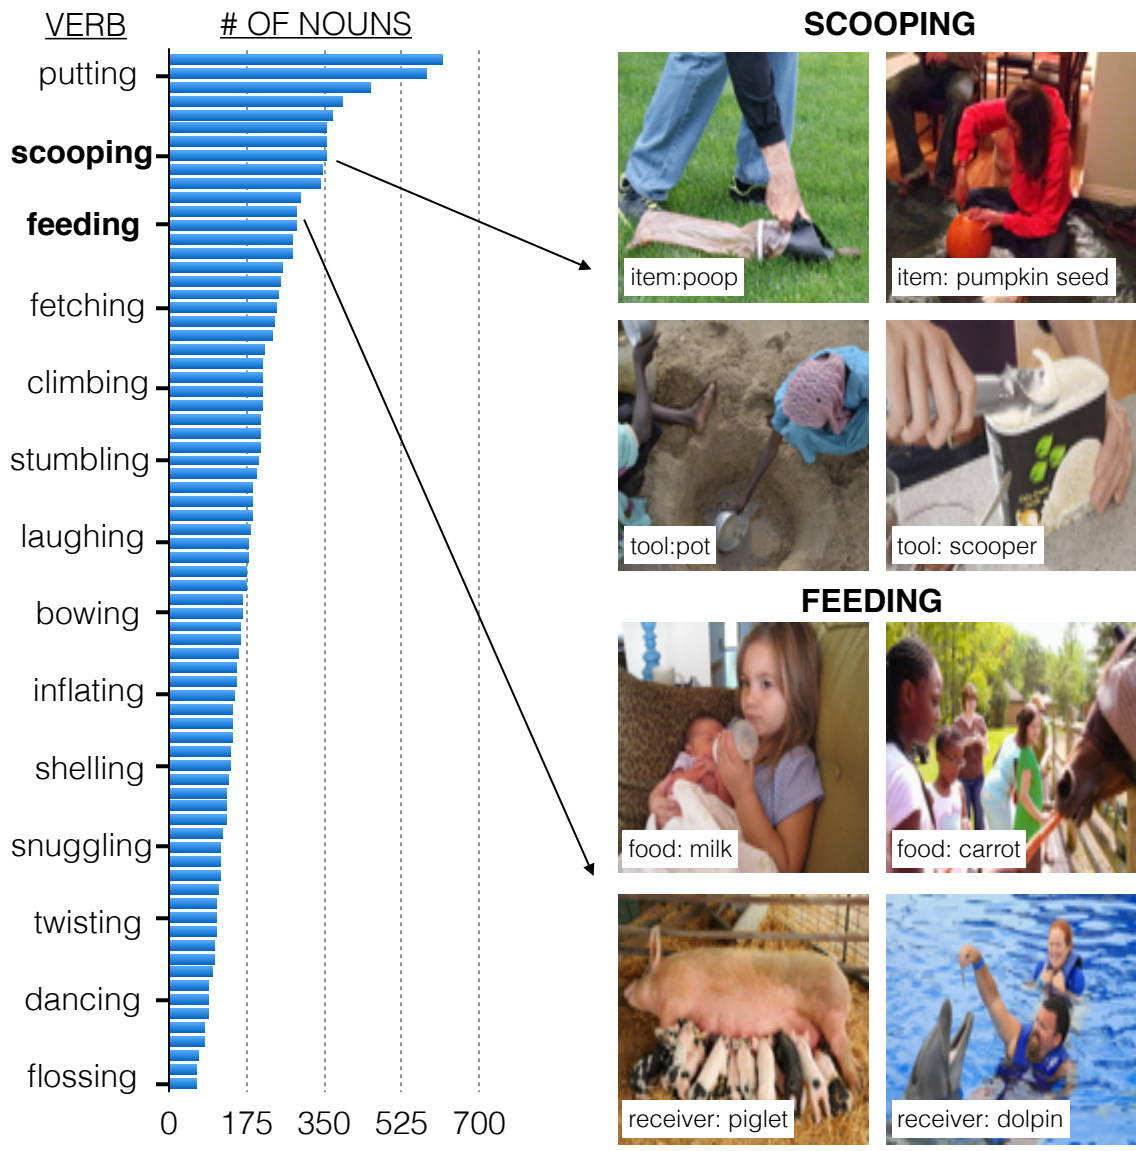 VERB
# OF NOUNS
putting
scooping
feeding
fetching
climbing
stumbling
laughing
bowing
inflating
shelling
snuggling
twisting
dancing
flossing
0 175 350 525 700
SCOOPING
item:poop
item: pumpkin seed
tool:pot
tool: scooper
FEEDING
food: milk
food: carrot
receiver: piglet
receiver: dolpin